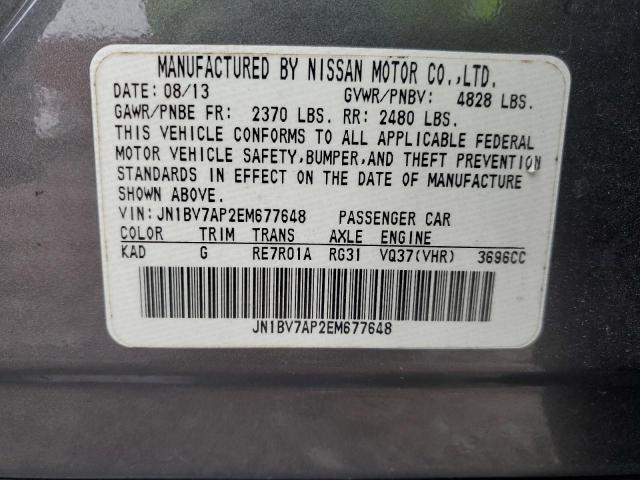 MANUFACTURED BY NISSAN MOTOR CO.,LTD.
DATE: 08/13 GVWR/PNBV: 4828 LBS.
GAWR/PNBE FR: 2370 LBS. RR: 2480 LBS.
THIS VEHICLE CONFORMS TO ALL APPLICABLE FEDERAL
MOTOR VEHICLE SAFETY,BUMPER,AND THEFT PREVENTION
STANDARDS IN EFFECT ON THE DATE OF MANUFACTURE
SHOWN ABOVE.
VIN:JN1BV7AP2EM677648 PASSENGER CAR
COLOR TRIM TRANS AXLE ENGINE
KAD G RE7R01A RG31 VQ37(VHR) 3696CC
JN1BV7AP2EM677648